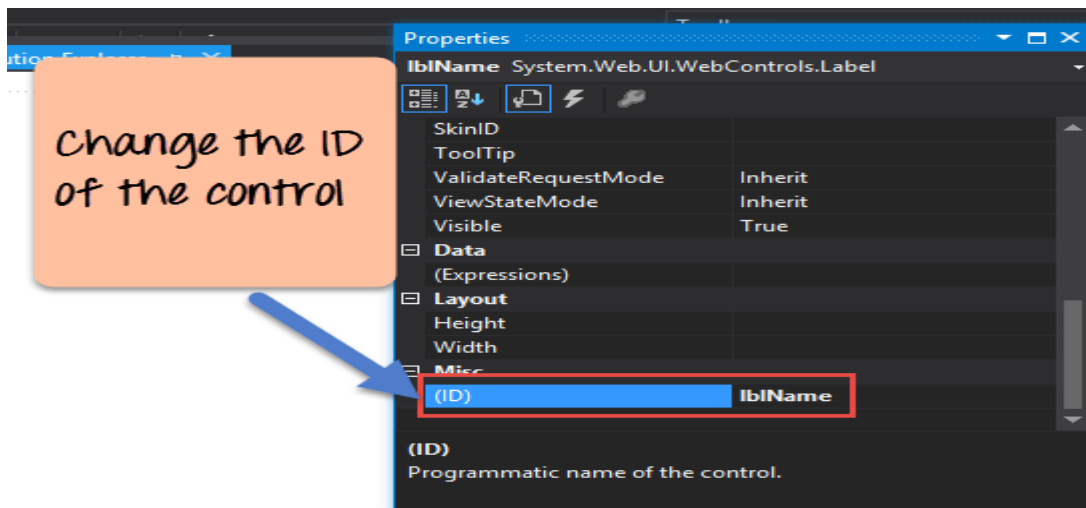 Properties
lblName System.Web.UI.WebControls.Label
Change the ID
of the control
SkinID
ToolTip
ValidateRequestMode Inherit
ViewStateMode Inherit
Visible True
Data
(Expressions)
Layout
Height
Width
Misc
(ID) lblName
(ID)
Programmatic name of the control.